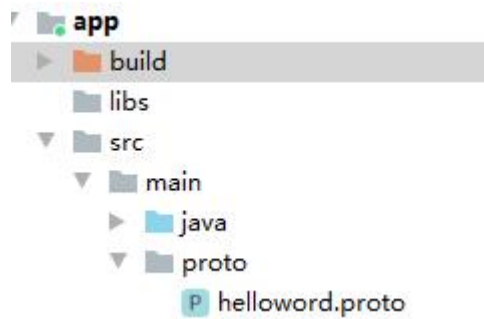 app
build
libs
src
main
java
proto
helloword.proto